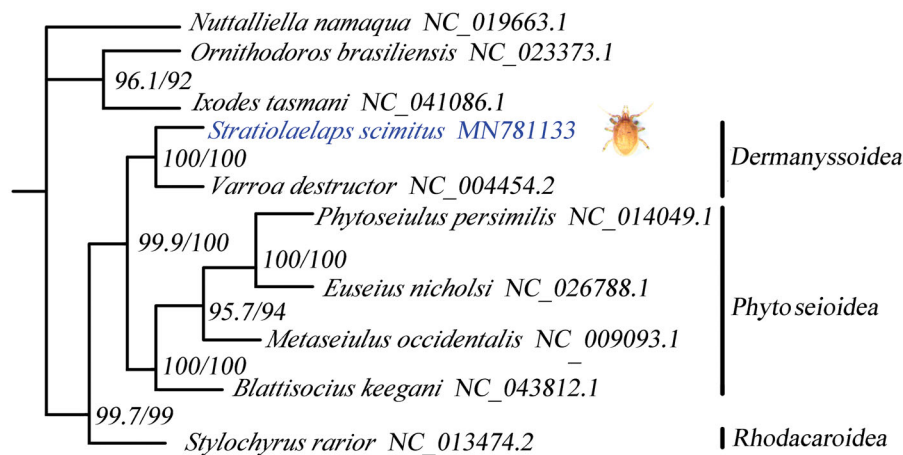 Nuttalliella namaqua NC_019663.1
Ornithodoros brasiliensis NC_023373.1
96.1/92
Ixodes tasmani NC_041086.1
Stratiolaelaps scimitus MN781133
100/100
Dermanyssoidea
Varroa destructor NC_004454.2
Phytoseiulus persimilis NC_014049.1
99.9/100
100/100
Euseius nicholsi NC_026788.1
95.7/94
Phytoseioidea
Metaseiulus occidentalis NC_009093.1
100/100
Blattisocius keegani NC_043812.1
99.7/99
Stylochyrus rarior NC_013474.2
Rhodacaroidea